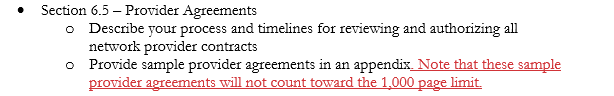 • Section 6.5 – Provider Agreements
o Describe your process and timelines for reviewing and authorizing all
network provider contracts
o Provide sample provider agreements in an appendix. Note that these sample
provider agreements will not count toward the 1,000 page limit.